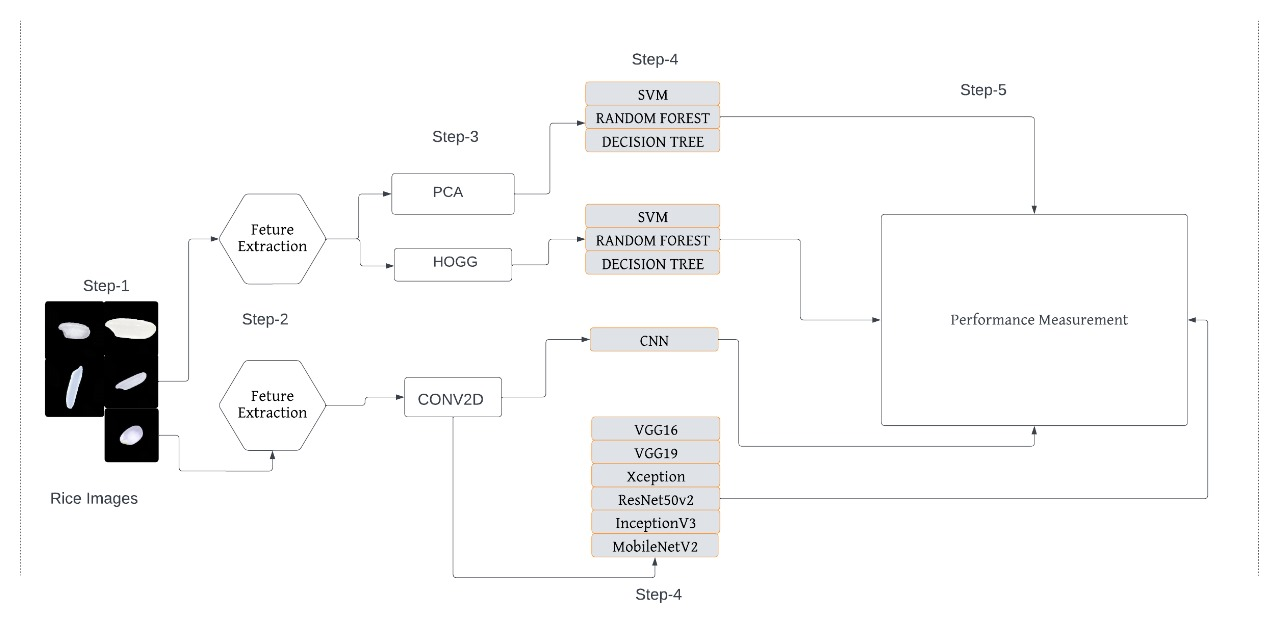 Step-4
SVM
RANDOM FOREST
DECISION TREE
Step-5
Step-3
PCA
HOGG
SVM
RANDOM FOREST
DECISION TREE
Feture
Extraction
Step-1
Rice Images
Step-2
Feture
Extraction
CONV2D
CNN
VGG16
VGG19
Xception
ResNet50v2
InceptionV3
MobileNetV2
Step-4
Performance Measurement